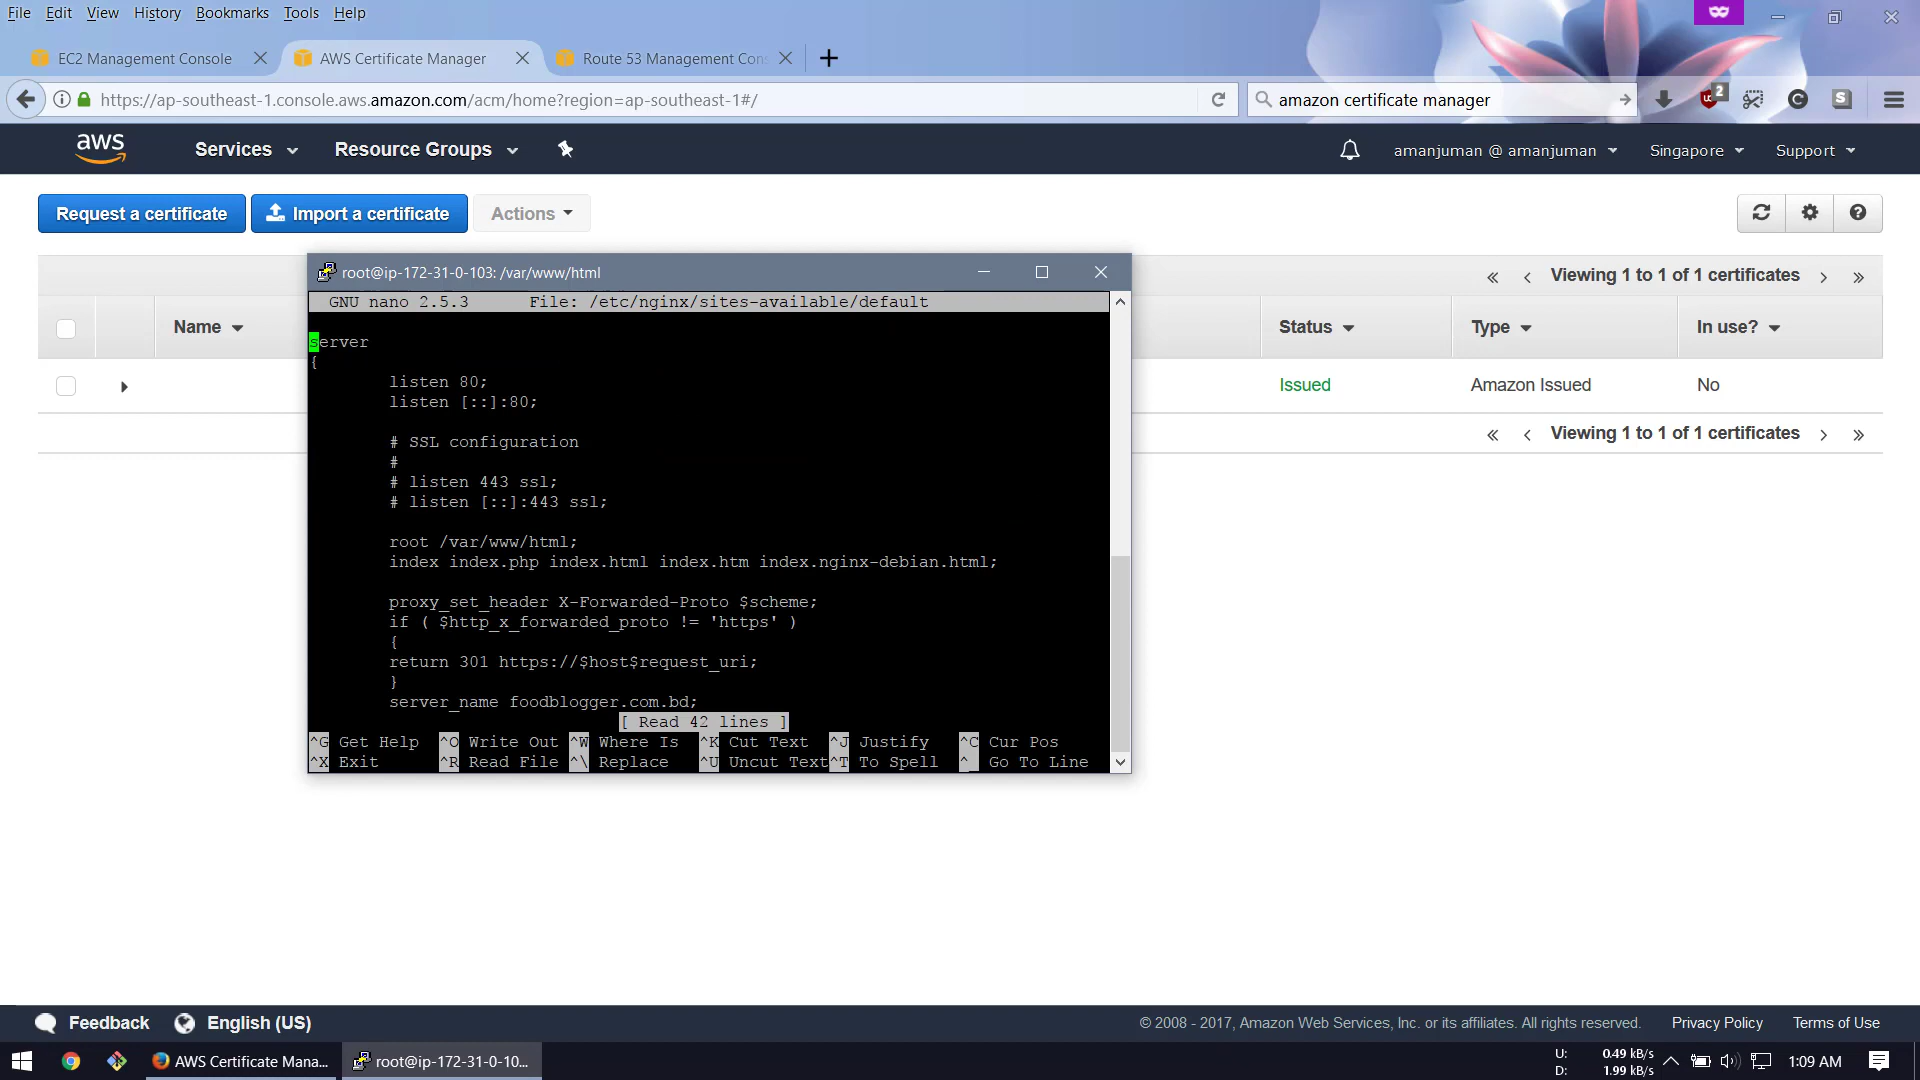 File Edit View History Bookmarks Tools Help
EC2 Management Console
AWS Certificate Manager
Route 53 Management Con
https://ap-southeast-1.console.aws.amazon.com/acm/home?region=ap-southeast-1#/
amazon certificate manager
2
aws
Services
Resource Groups
amanjuman @ amanjuman
Singapore
Support
Request a certificate
Import a certificate
Actions
Viewing 1 to 1 of 1 certificates
Name
Status
Type
In use?
Issued
Amazon Issued
No
Viewing 1 to 1 of 1 certificates
root@ip-172-31-0-103: /var/www/html
GNU nano 2.5.3 File: /etc/nginx/sites-available/default
server
{
listen 80;
listen [::]:80;
# SSL configuration
#
# listen 443 ssl;
# listen [::]:443 ssl;
root /var/www/html;
index index.php index.html index.htm index.nginx-debian.html;
proxy_set_header X-Forwarded-Proto $scheme;
if ( $http_x_forwarded_proto != 'https' )
{
return 301 https://$host$request_uri;
}
server_name foodblogger.com.bd;
[ Read 42 lines ]
^G Get Help ^O Write Out ^W Where Is ^K Cut Text ^J Justify ^C Cur Pos
^X Exit ^R Read File ^\ Replace ^U Uncut Text ^T To Spell ^_ Go To Line
Feedback
English (US)
© 2008 - 2017, Amazon Web Services, Inc. or its affiliates. All rights reserved.
Privacy Policy
Terms of Use
AWS Certificate Mana...
root@ip-172-31-0-10...
U: 0.49 kB/s
D: 1.99 kB/s
1:09 AM